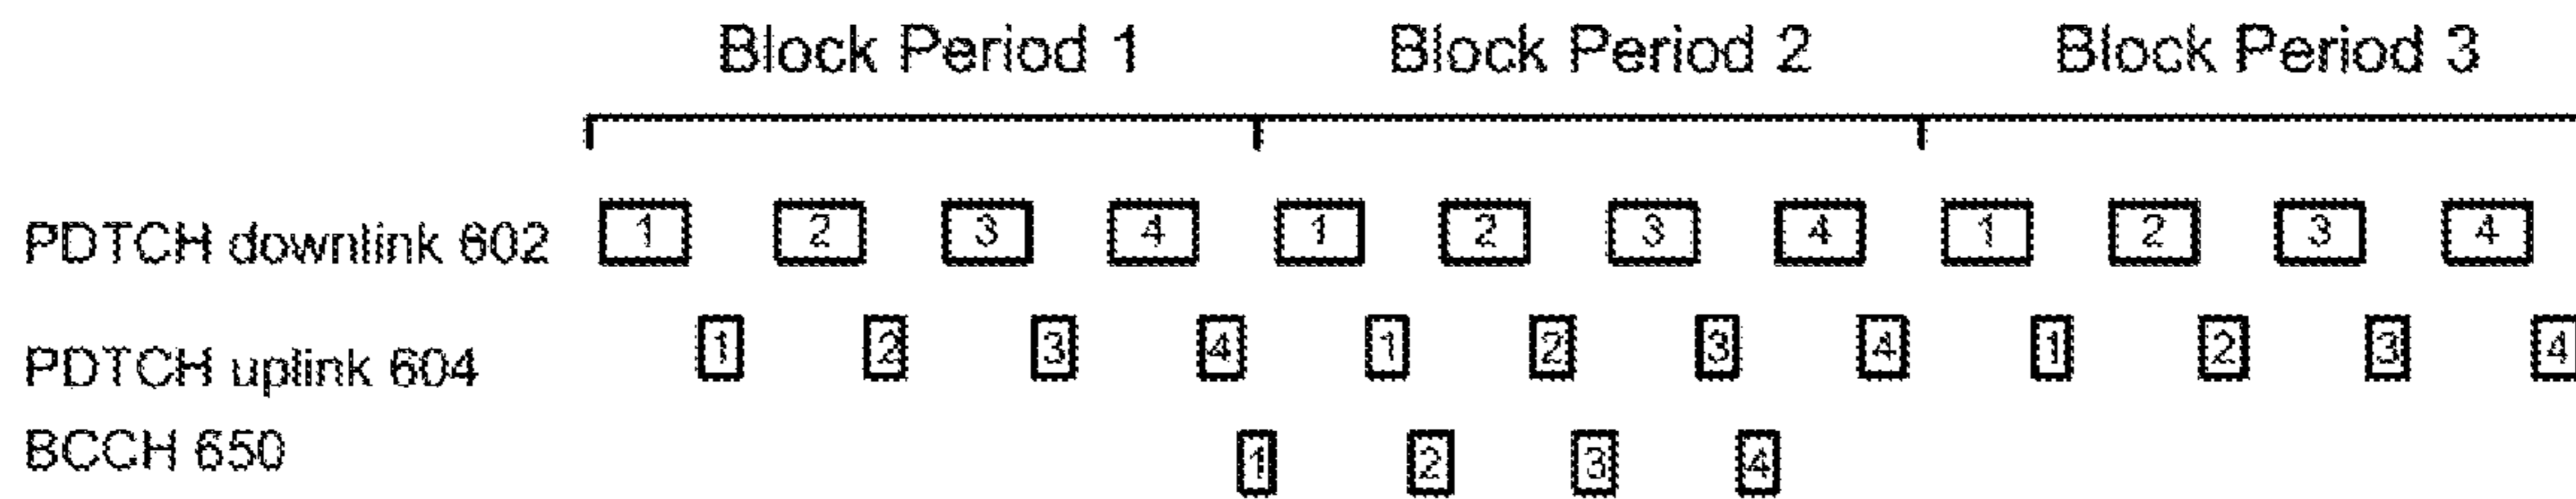 Block Period 1 Block Period 2 Block Period 3
PDTCH downlink 602 1 2 3 4 1 2 3 4 1 2 3 4
PDTCH uplink 604 1 2 3 4 1 2 3 4 1 2 3 4
BCCH 650 1 2 3 4